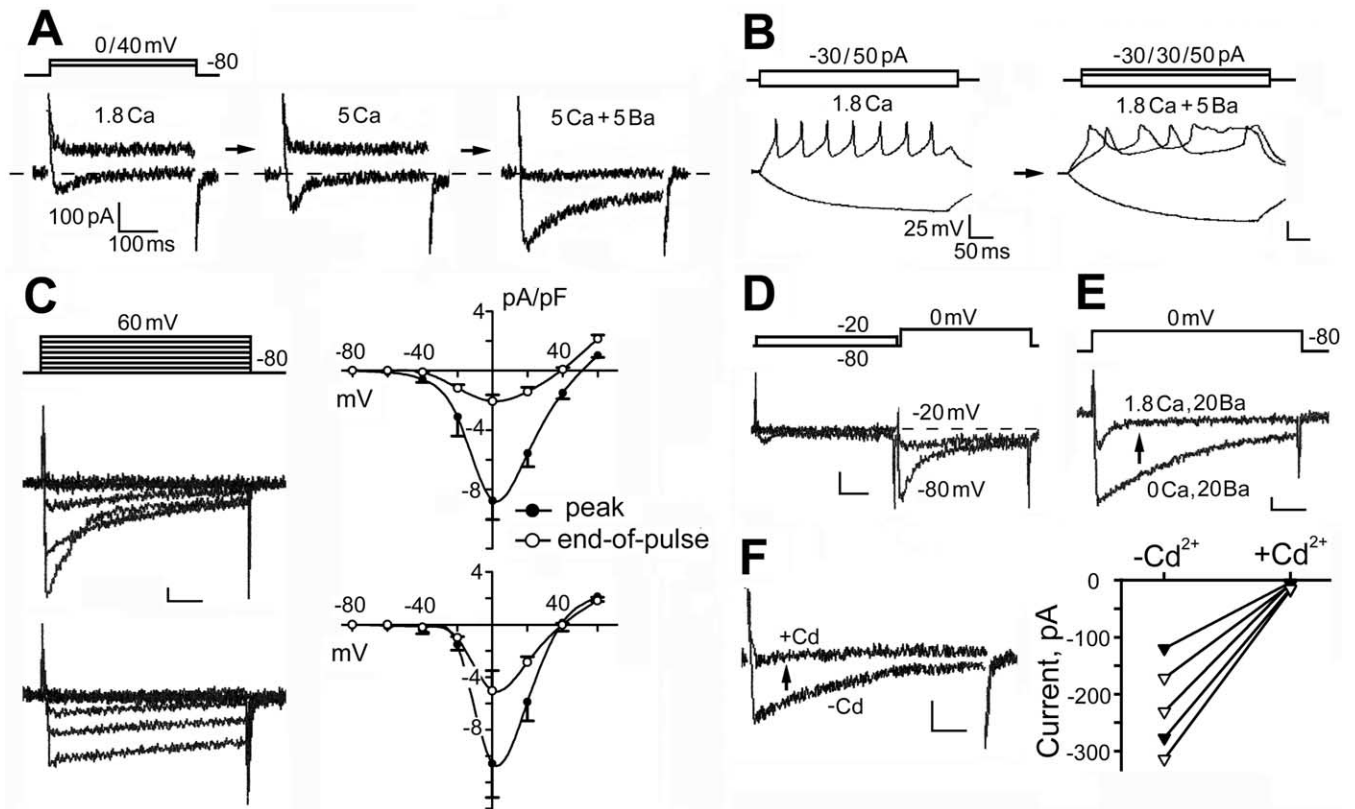 A
0/40 mV
-80
1.8 Ca
5 Ca
5 Ca + 5 Ba
100 pA
100 ms
B
-30/50 pA
-30/30/50 pA
1.8 Ca
1.8 Ca + 5 Ba
25 mV
50 ms
C
60 mV
-80
pA/pF
4
-80
-40
40
mV
-4
-8
peak
end-of-pulse
4
-80
-40
40
mV
-4
-8
D
-20
-80
0 mV
-20 mV
-80 mV
E
0 mV
-80
1.8 Ca, 20 Ba
0 Ca, 20 Ba
F
+Cd
-Cd
-Cd²⁺
+Cd²⁺
0
-100
-200
-300
Current, pA